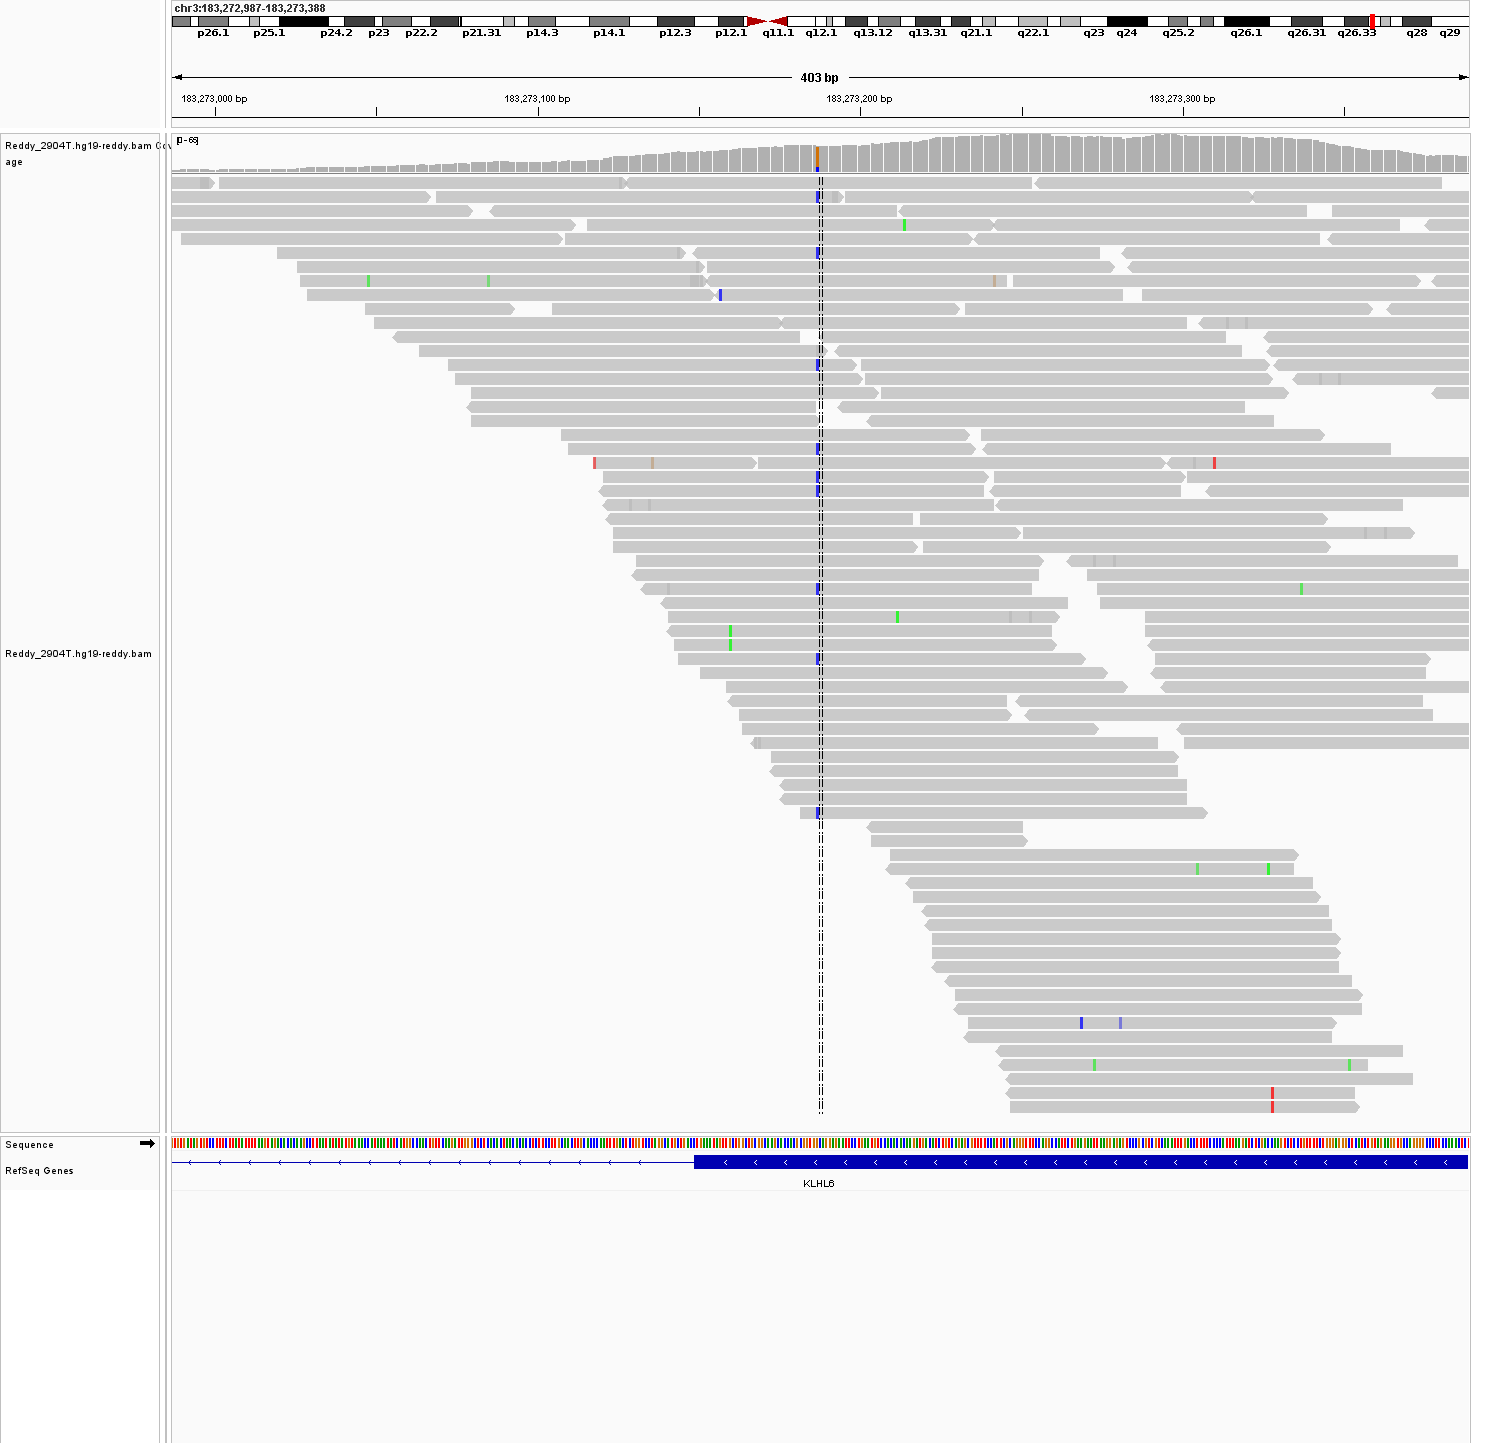 chr3:183,272,987-183,273,388
p26.1 p25.1 p24.2 p23 p22.2 p21.31 p14.3 p14.1 p12.3 p12.1 q11.1 q12.1 q13.12 q13.31 q21.1 q22.1 q23 q24 q25.2 q26.1 q26.31 q26.33 q28 q29
403 bp
183,273,000 bp 183,273,100 bp 183,273,200 bp 183,273,300 bp
Reddy_2904T.hg19-reddy.bam Cov
age
Reddy_2904T.hg19-reddy.bam
Sequence
RefSeq Genes
KLHL6